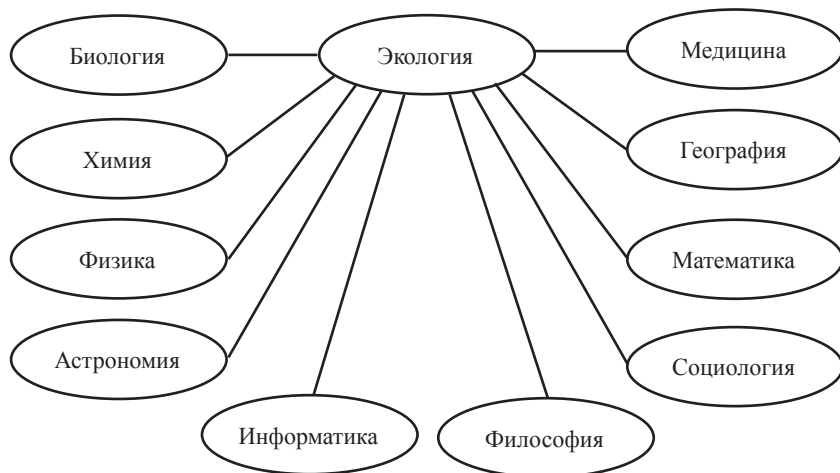 Биология
Экология
Медицина
Химия
География
Физика
Математика
Астрономия
Социология
Информатика
Философия